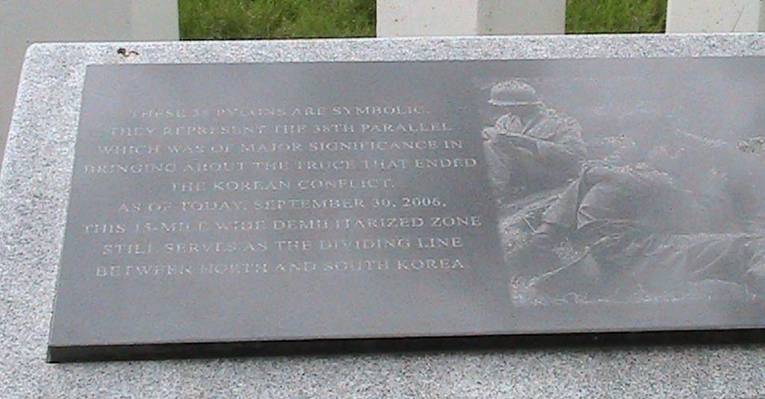 THESE 38 PYLONS ARE SYMBOLIC.
THEY REPRESENT THE 38TH PARALLEL
WHICH WAS OF MAJOR SIGNIFICANCE IN
BRINGING ABOUT THE TRUCE THAT ENDED
THE KOREAN CONFLICT.
AS OF TODAY, SEPTEMBER 30, 2006,
THIS 15-MILE WIDE DEMILITARIZED ZONE
STILL SERVES AS THE DIVIDING LINE
BETWEEN NORTH AND SOUTH KOREA